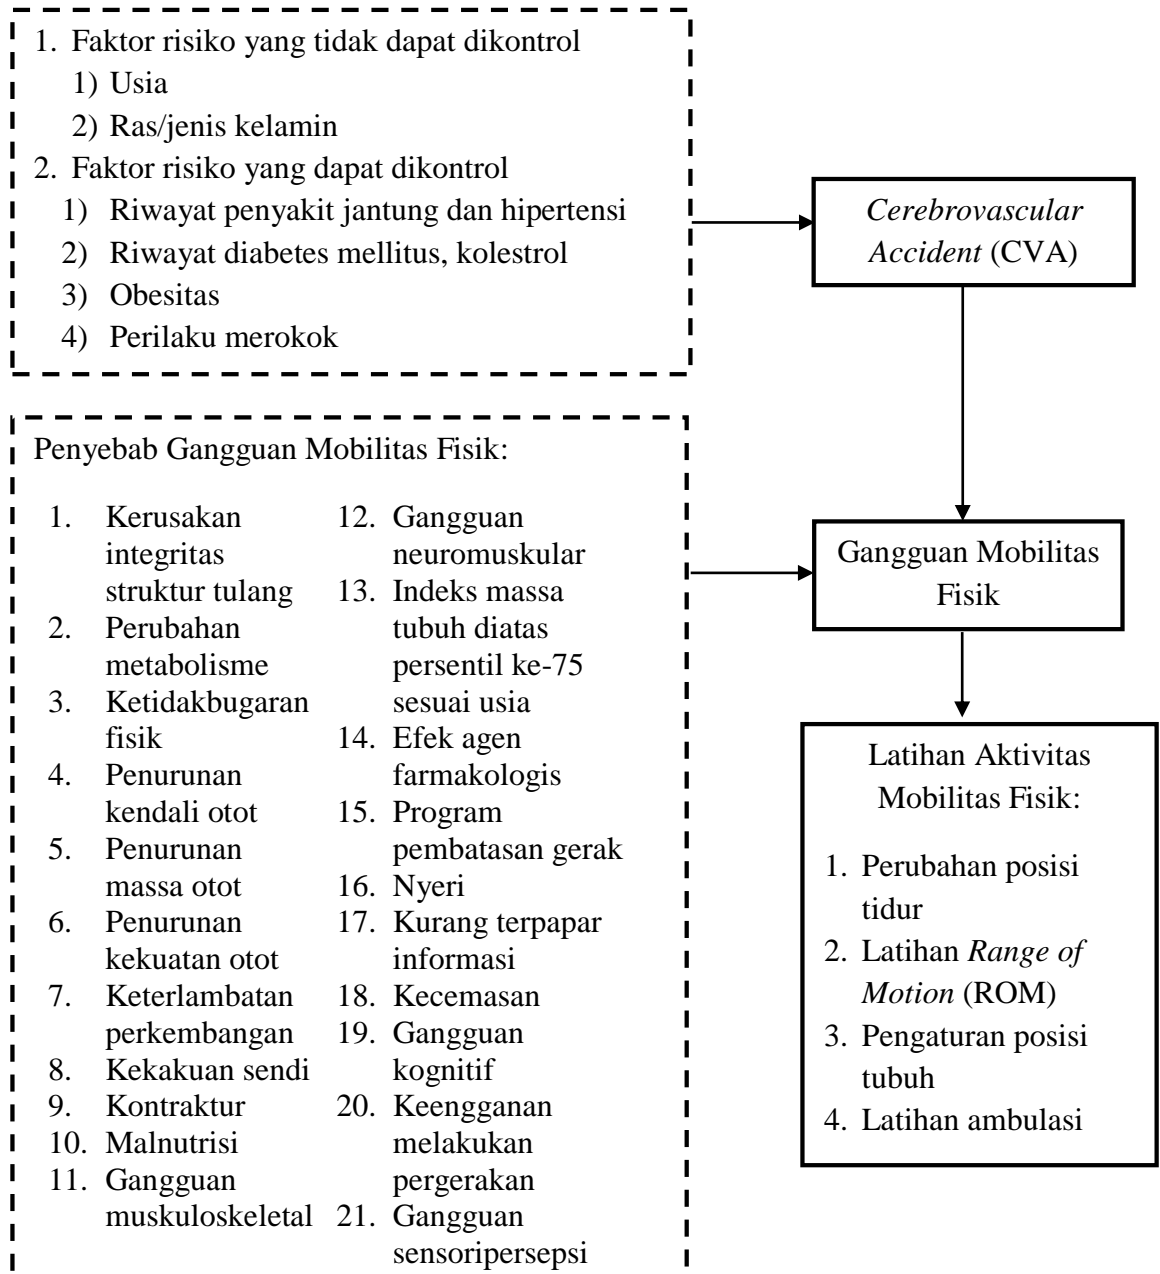 1. Faktor risiko yang tidak dapat dikontrol
1) Usia
2) Ras/jenis kelamin
2. Faktor risiko yang dapat dikontrol
1) Riwayat penyakit jantung dan hipertensi
2) Riwayat diabetes mellitus, kolestrol
3) Obesitas
4) Perilaku merokok
Cerebrovascular
Accident (CVA)
Penyebab Gangguan Mobilitas Fisik:
1. Kerusakan
integritas
struktur tulang
2. Perubahan
metabolisme
3. Ketidakbugaran
fisik
4. Penurunan
kendali otot
5. Penurunan
massa otot
6. Penurunan
kekuatan otot
7. Keterlambatan
perkembangan
8. Kekakuan sendi
9. Kontraktur
10. Malnutrisi
11. Gangguan
muskuloskeletal
12. Gangguan
neuromuskular
13. Indeks massa
tubuh diatas
persentil ke-75
sesuai usia
14. Efek agen
farmakologis
15. Program
pembatasan gerak
16. Nyeri
17. Kurang terpapar
informasi
18. Kecemasan
19. Gangguan
kognitif
20. Keengganan
melakukan
pergerakan
21. Gangguan
sensoripersepsi
Gangguan Mobilitas
Fisik
Latihan Aktivitas
Mobilitas Fisik:
1. Perubahan posisi
tidur
2. Latihan Range of
Motion (ROM)
3. Pengaturan posisi
tubuh
4. Latihan ambulasi